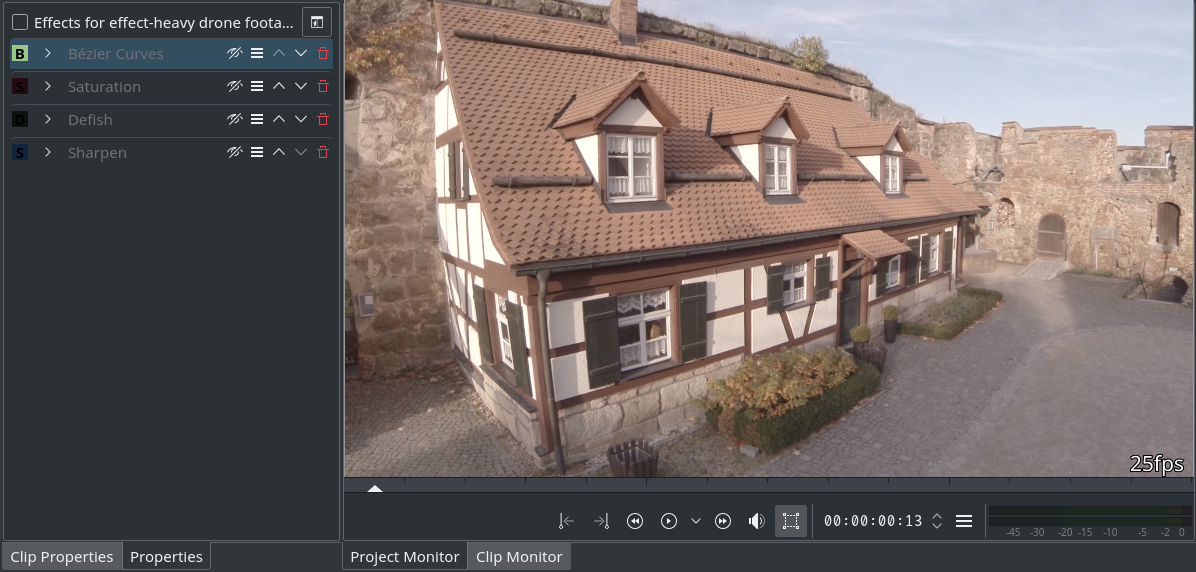 Effects for effect-heavy drone foota...
B Bézier Curves
S Saturation
D Defish
S Sharpen
25fps
00:00:00:13
-45 -30 -20 -15 -10 -5 -2 0
Clip Properties Properties
Project Monitor Clip Monitor